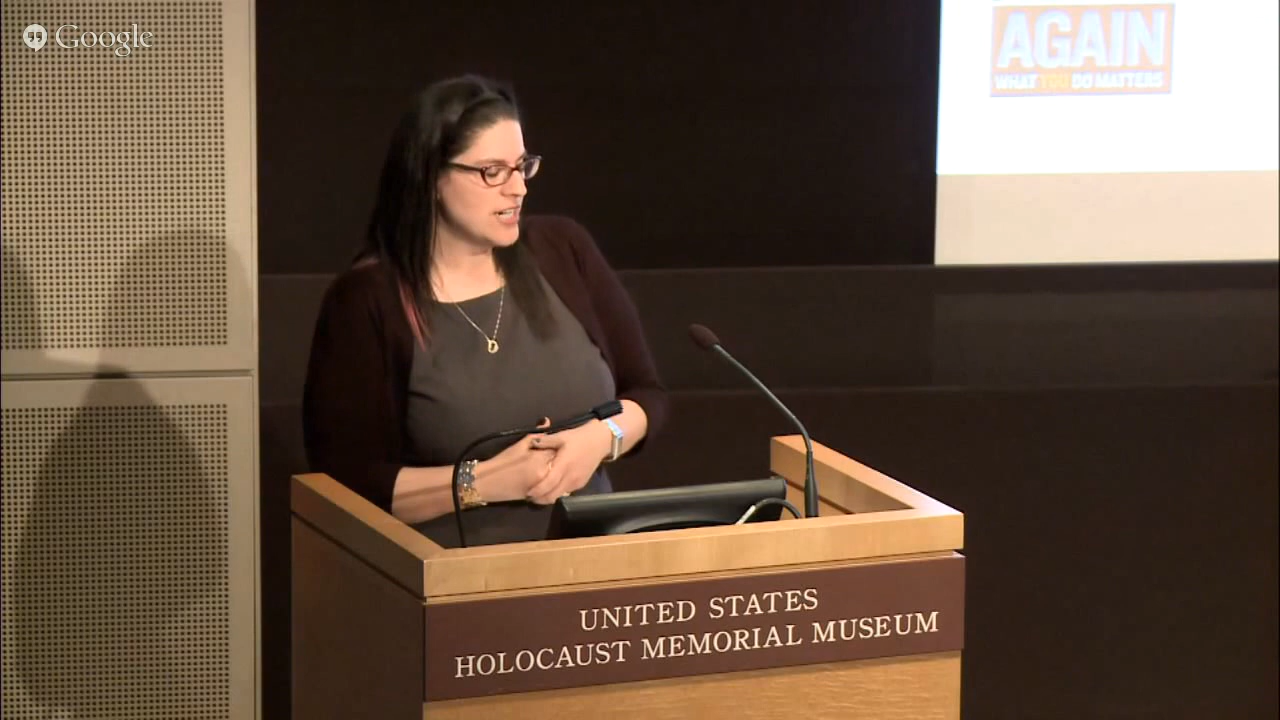 Google
AGAIN
WHAT YOU DO MATTERS
UNITED STATES
HOLOCAUST MEMORIAL MUSEUM